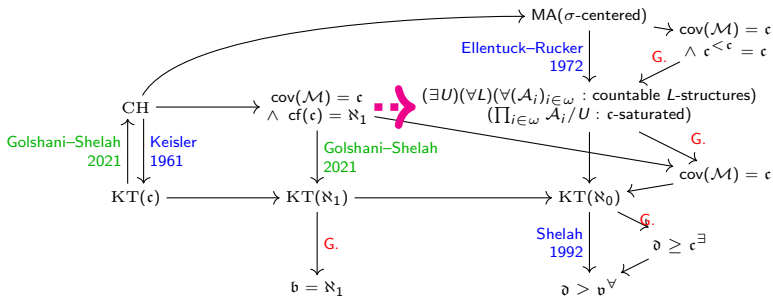 MA(σ-centered)
cov(ℳ) = 𝔠
∧ 𝔠^{<𝔠} = 𝔠
Ellentuck–Rucker
1972
G.
CH
cov(ℳ) = 𝔠
∧ cf(𝔠) = ℵ₁
(∃U)(∀L)(∀(𝒜ᵢ)_{i∈ω} : countable L-structures)
(∏_{i∈ω} 𝒜ᵢ/U : 𝔠-saturated)
Golshani–Shelah
2021
Keisler
1961
Golshani–Shelah
2021
G.
cov(ℳ) = 𝔠
KT(𝔠)
KT(ℵ₁)
KT(ℵ₀)
G.
Shelah
1992
G.
𝔡 ≥ 𝔠^∃
𝔟 = ℵ₁
𝔡 > 𝔳^∀